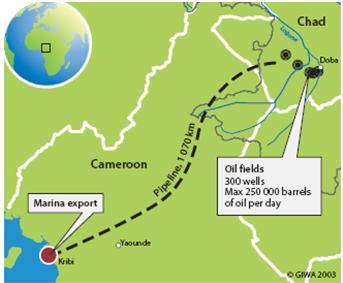 Chad
Logone
Doba
Cameroon
Pipeline, 1 070 km
Oil fields
300 wells
Max 250 000 barrels
of oil per day
Marina export
Yaounde
Kribi
© GIWA 2003